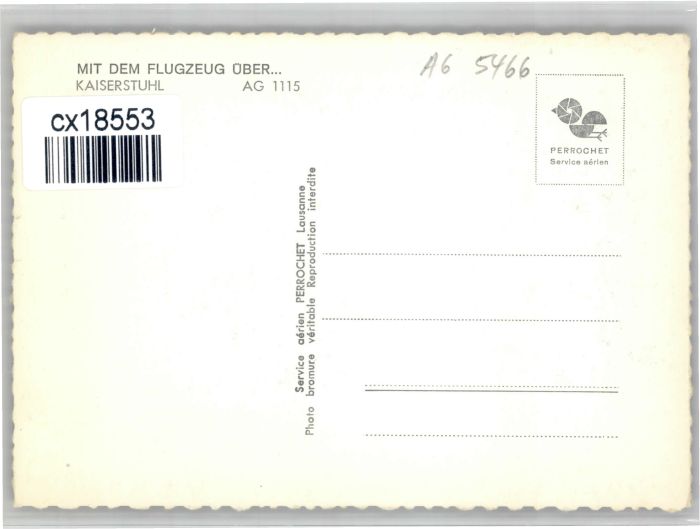 MIT DEM FLUGZEUG ÜBER...
KAISERSTUHL AG 1115
AG 5466
cx18553
PERROCHET
Service aérien
Service aérien PERROCHET Lausanne
Photo bromure véritable Reproduction interdite